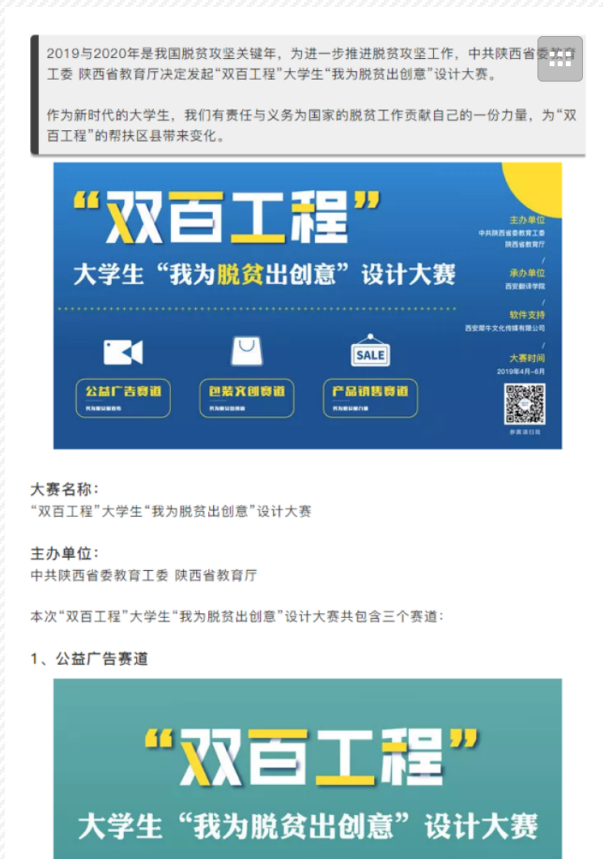 2019与2020年是我国脱贫攻坚关键年，为进一步推进脱贫攻坚工作，中共陕西省委教育
工委 陕西省教育厅决定发起“双百工程”大学生“我为脱贫出创意”设计大赛。
作为新时代的大学生，我们有责任与义务为国家的脱贫工作贡献自己的一份力量，为“双
百工程”的帮扶区县带来变化。
“双百工程”
大学生“我为脱贫出创意”设计大赛
主办单位
中共陕西省委教育工委
陕西省教育厅
/
承办单位
西安翻译学院
/
软件支持
西安犀牛文化传媒有限公司
/
大赛时间
2019年4月-6月
SALE
公益广告赛道
包装文创赛道
产品销售赛道
大赛名称：
“双百工程”大学生“我为脱贫出创意”设计大赛
主办单位：
中共陕西省委教育工委 陕西省教育厅
本次“双百工程”大学生“我为脱贫出创意”设计大赛共包含三个赛道：
1、公益广告赛道
“双百工程”
大学生“我为脱贫出创意”设计大赛